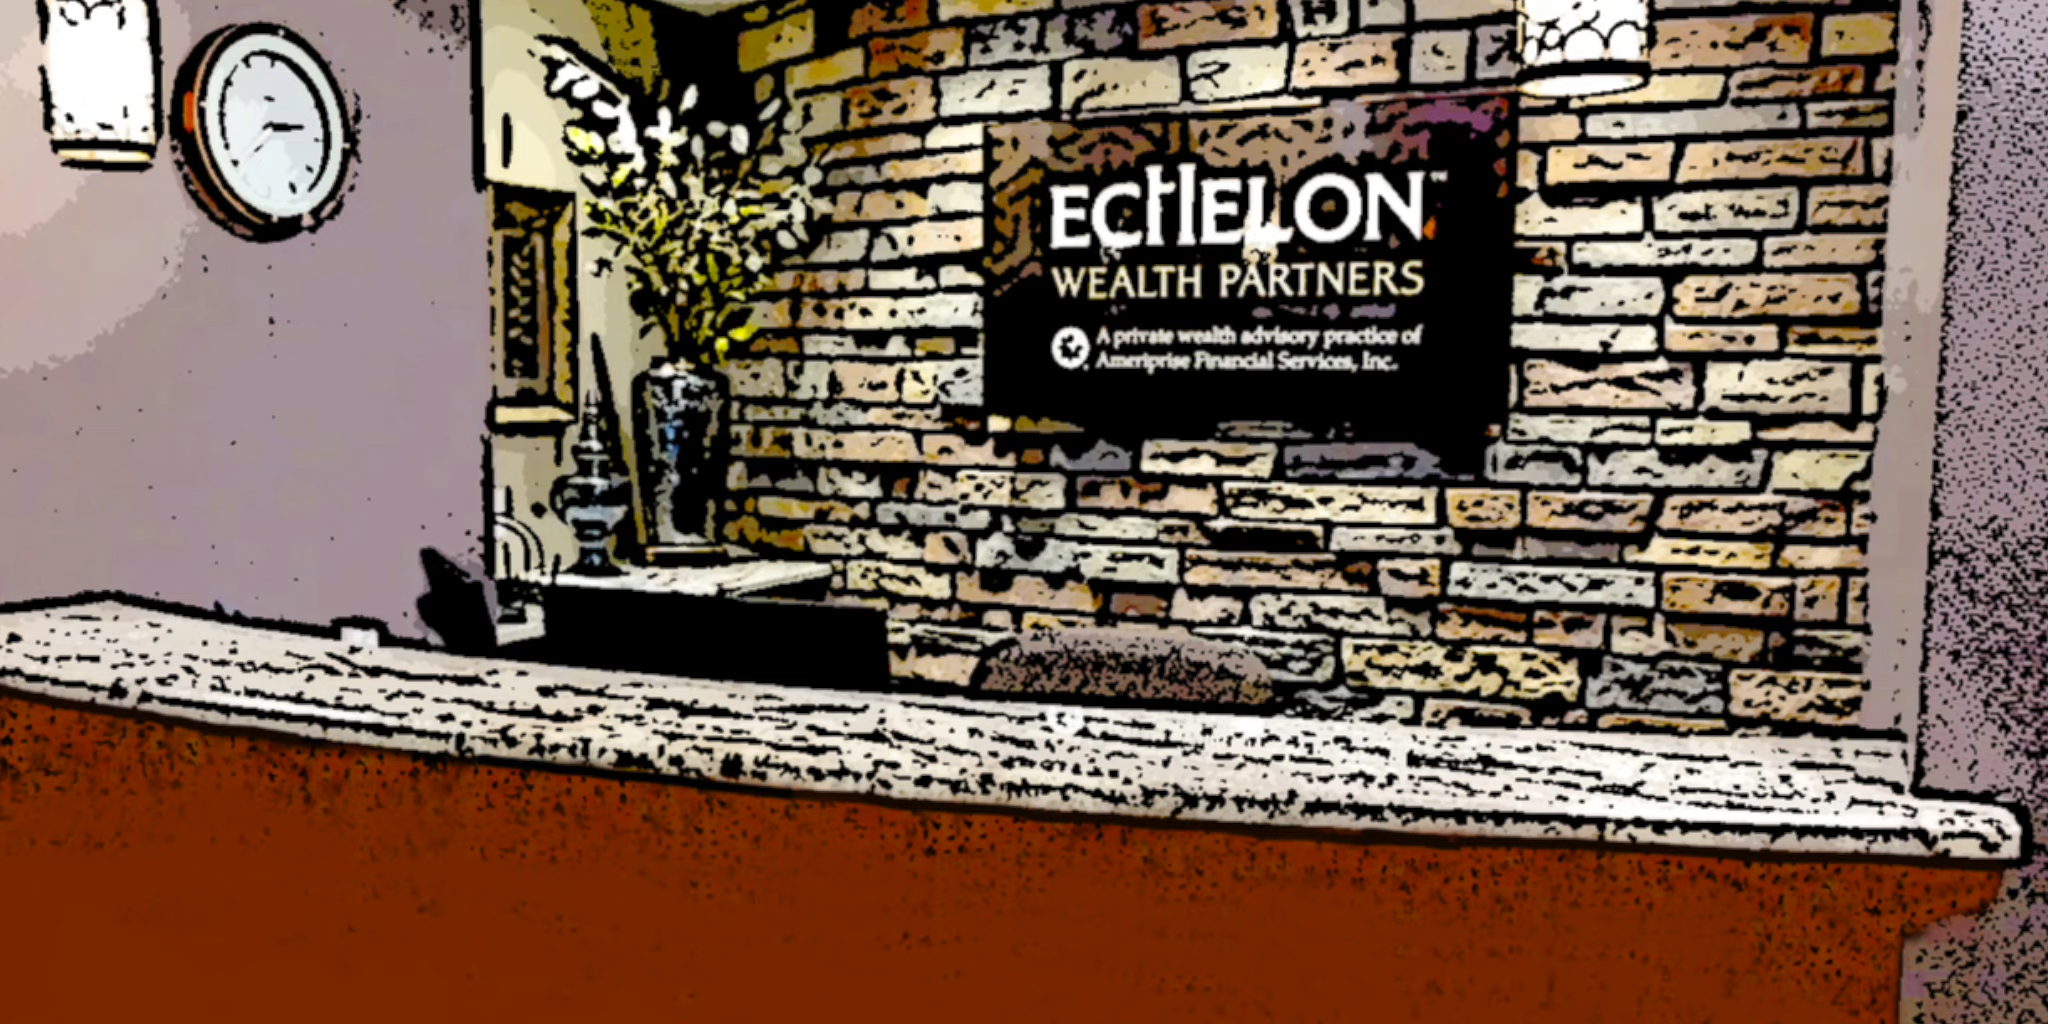 ECHELON™
WEALTH PARTNERS
A private wealth advisory practice of
Ameriprise Financial Services, Inc.